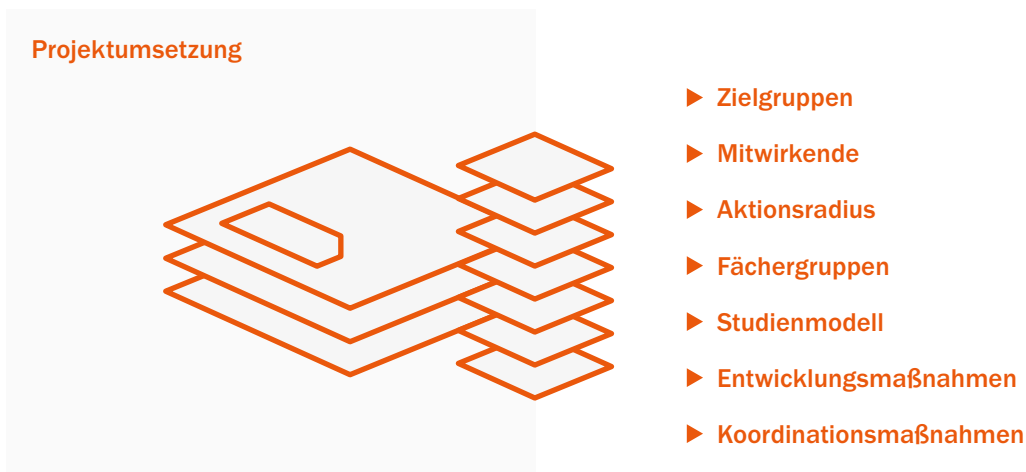 Projektumsetzung
Zielgruppen
Mitwirkende
Aktionsradius
Fächergruppen
Studienmodell
Entwicklungsmaßnahmen
Koordinationsmaßnahmen